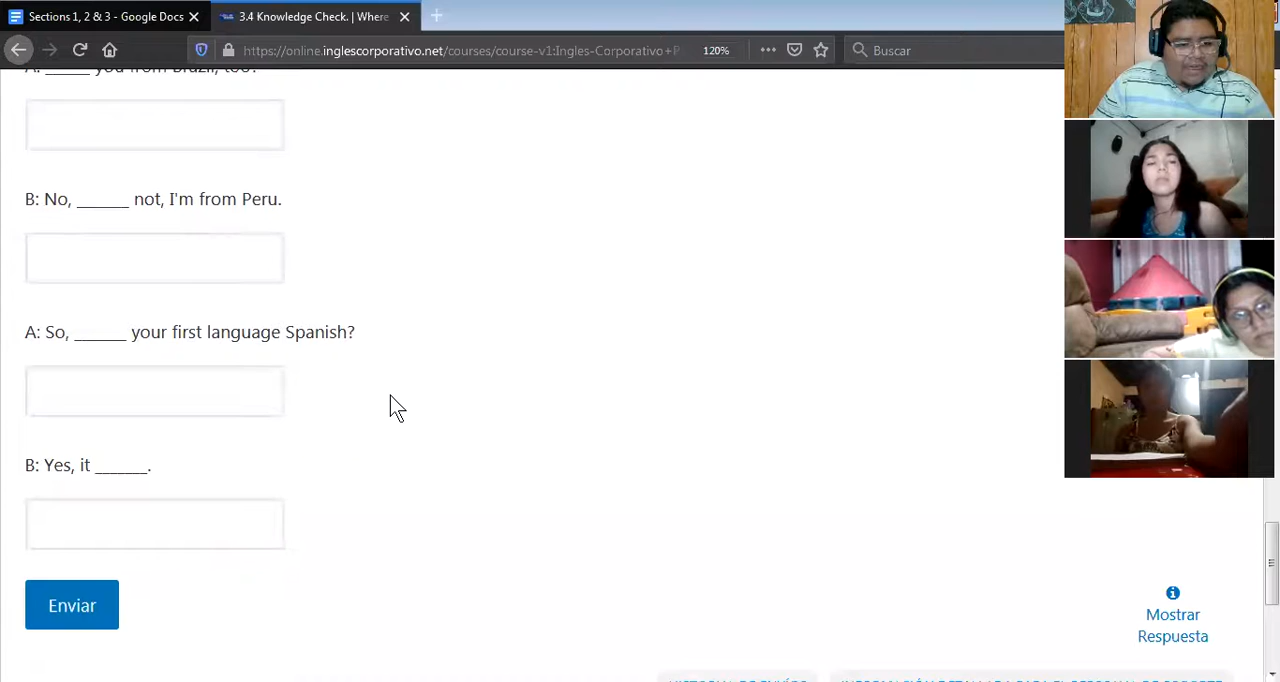 Sections 1, 2 & 3 - Google Docs
3.4 Knowledge Check. | Where
https://online.inglescorporativo.net/courses/course-v1:Ingles-Corporativo+P
120%
Buscar
A: ______ you from Brazil, too?
B: No, ______ not, I'm from Peru.
A: So, ______ your first language Spanish?
B: Yes, it ______.
Enviar
Mostrar
Respuesta